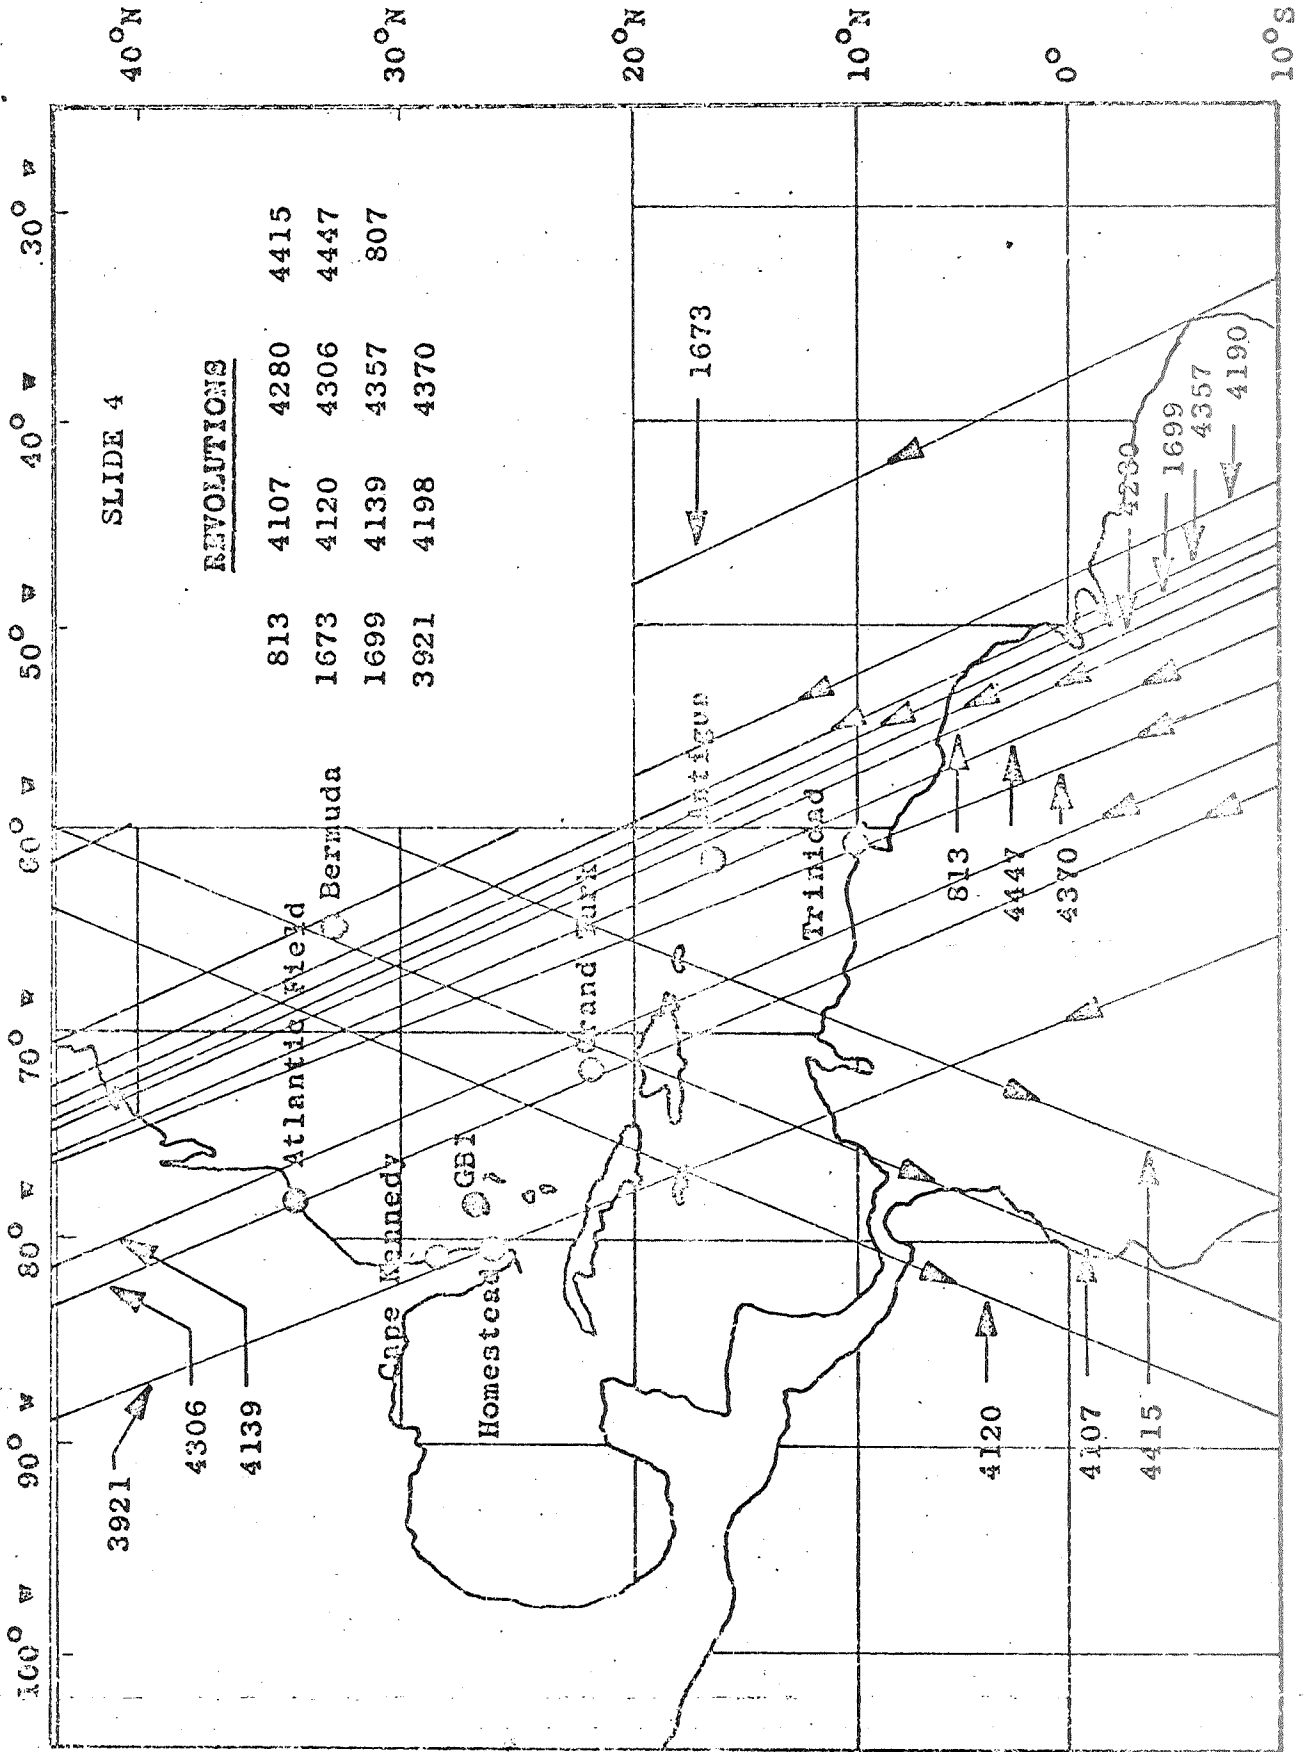 SLIDE 4
REVOLUTIONS
813 4107 4280 4415
1673 4120 4306 4447
1699 4139 4357 807
3921 4198 4370
40°N
30°N
20°N
10°N
0°
10°S
100° W
90° W
80° W
70° W
60° W
50° W
40° W
30° W
3921
4306
4139
Atlantic Field
Bermuda
Cape Kennedy
GBI
Homestead
Grand
Turk
Antigua
Trinidad
1673
813
4447
4370
4280
1699
4357
4190
4120
4107
4415